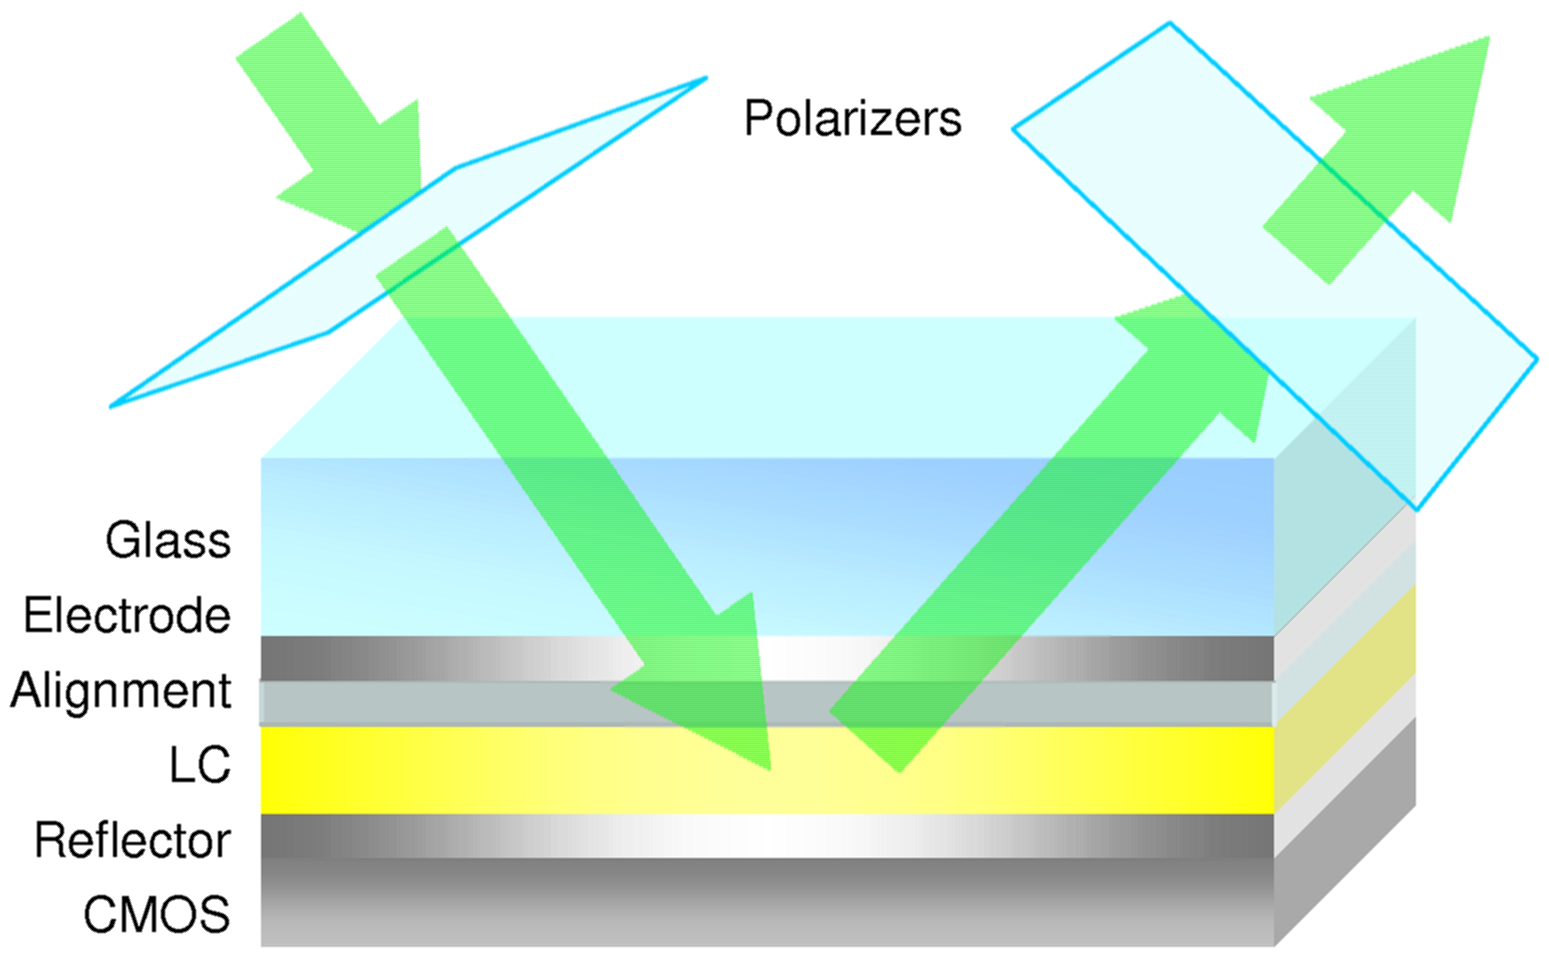 Polarizers
Glass
Electrode
Alignment
LC
Reflector
CMOS